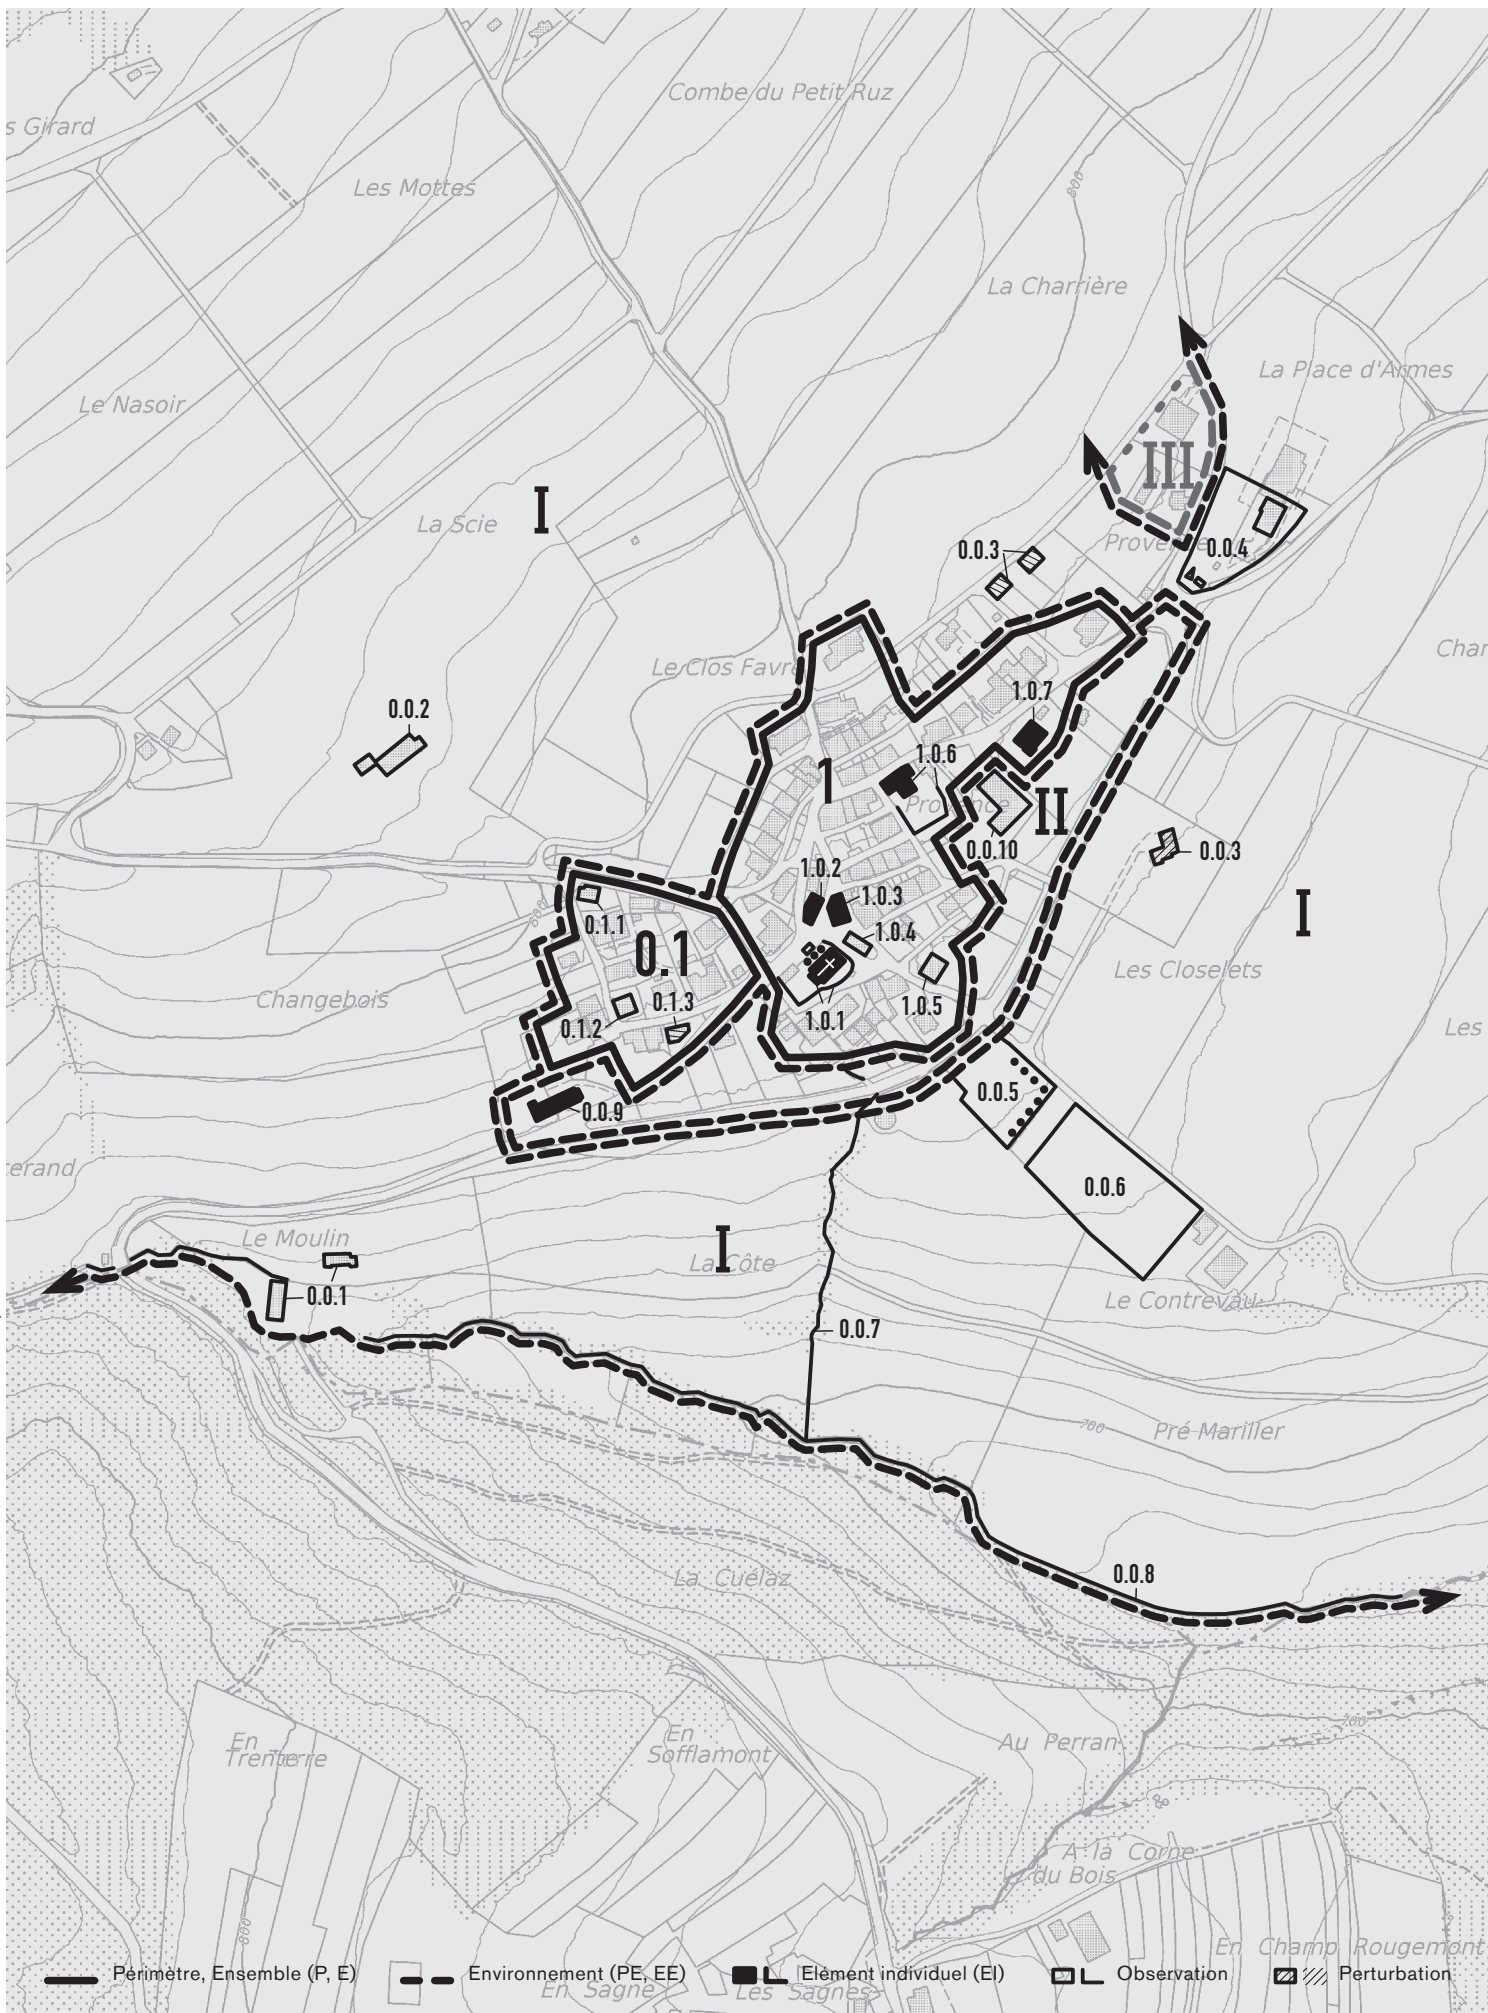 Combe du Petit Ruz
s Girard
Les Mottes
800
La Charrière
La Place d'Armes
Le Nasoir
III
I
La Scie
0.0.3
0.0.4
Le Clos Favre
Char
1.0.7
0.0.2
1.0.6
1
Provence
II
0.0.10
0.0.3
1.0.2
1.0.3
I
800
0.1.1
1.0.4
0.1
Les Closelets
Changebois
0.1.3
1.0.5
0.1.2
1.0.1
Les
0.0.5
0.0.9
erand
0.0.6
Le Moulin
I
La Côte
0.0.1
Le Contrevau
0.0.7
700
Pré Mariller
0.0.8
La Cuélaz
700
En
Trenterre
En
Sofflamont
Au Perran
A la Corne
du Bois
800
En Champ Rougemont
Périmètre, Ensemble (P, E)
Environnement (PE, EE)
Elément individuel (EI)
Observation
Perturbation
En Sagne
Les Sagnes